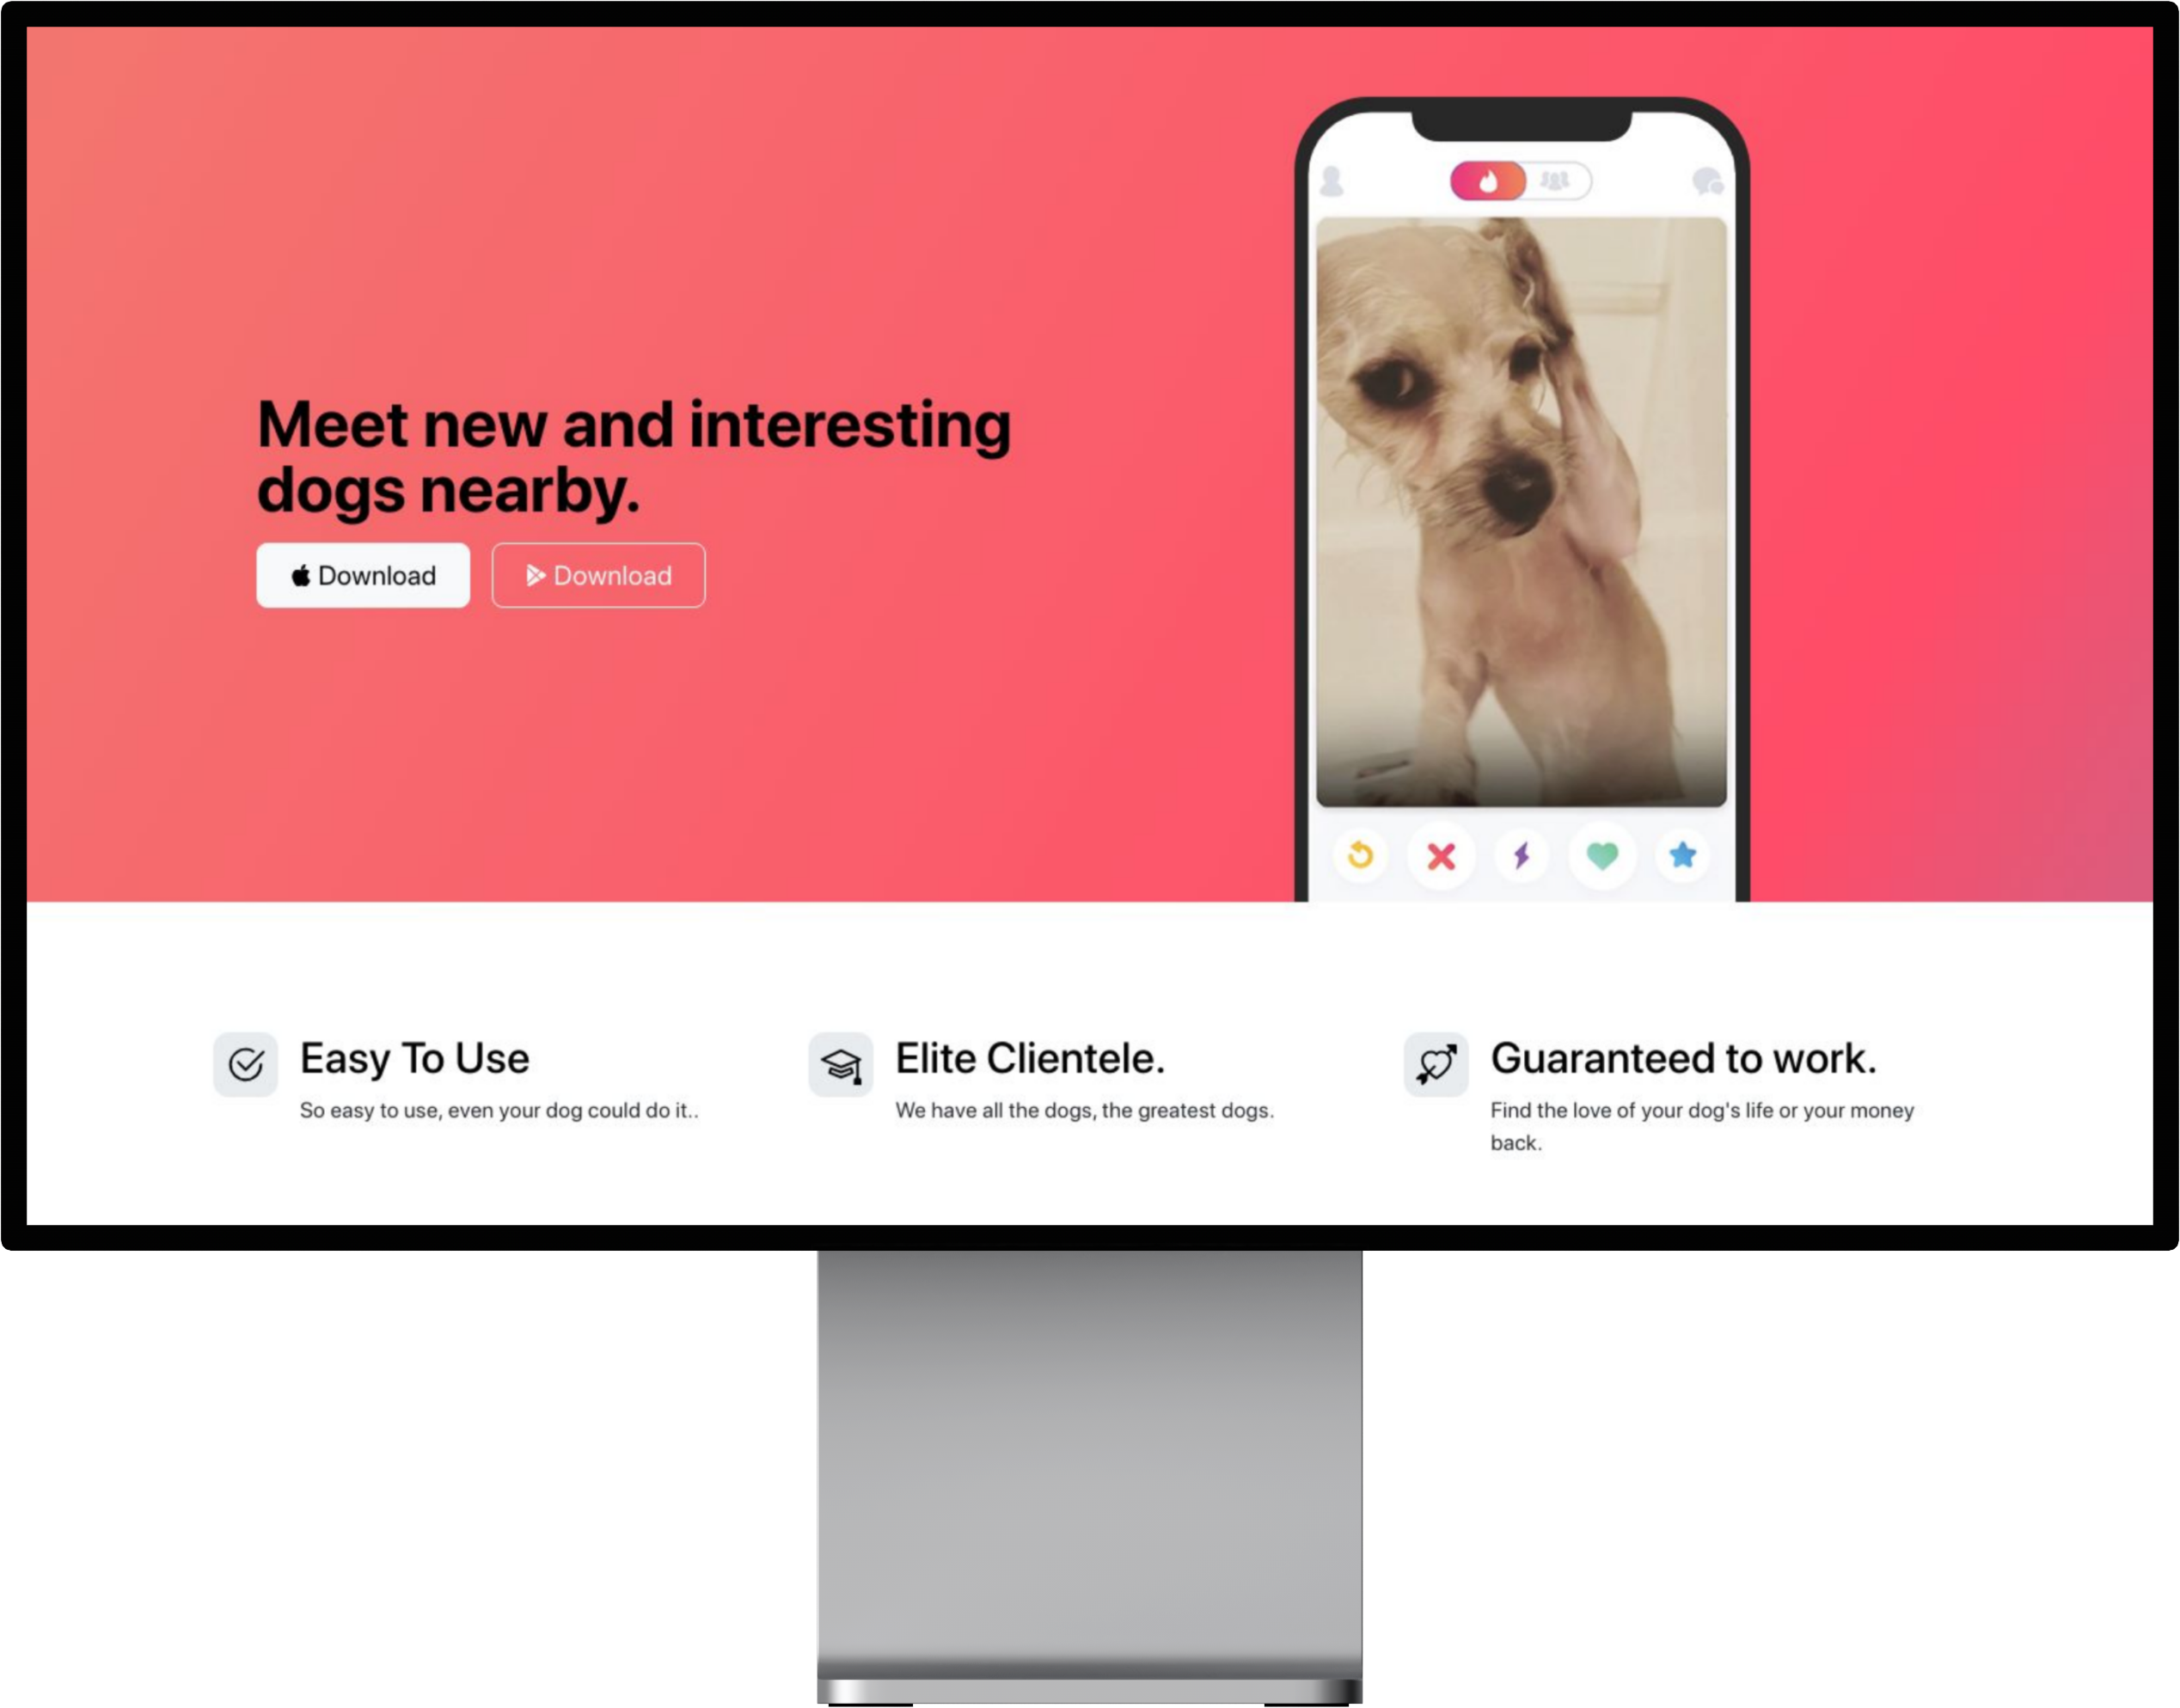 Meet new and interesting
dogs nearby.
Download
Download
Easy To Use
So easy to use, even your dog could do it..
Elite Clientele.
We have all the dogs, the greatest dogs.
Guaranteed to work.
Find the love of your dog's life or your money
back.